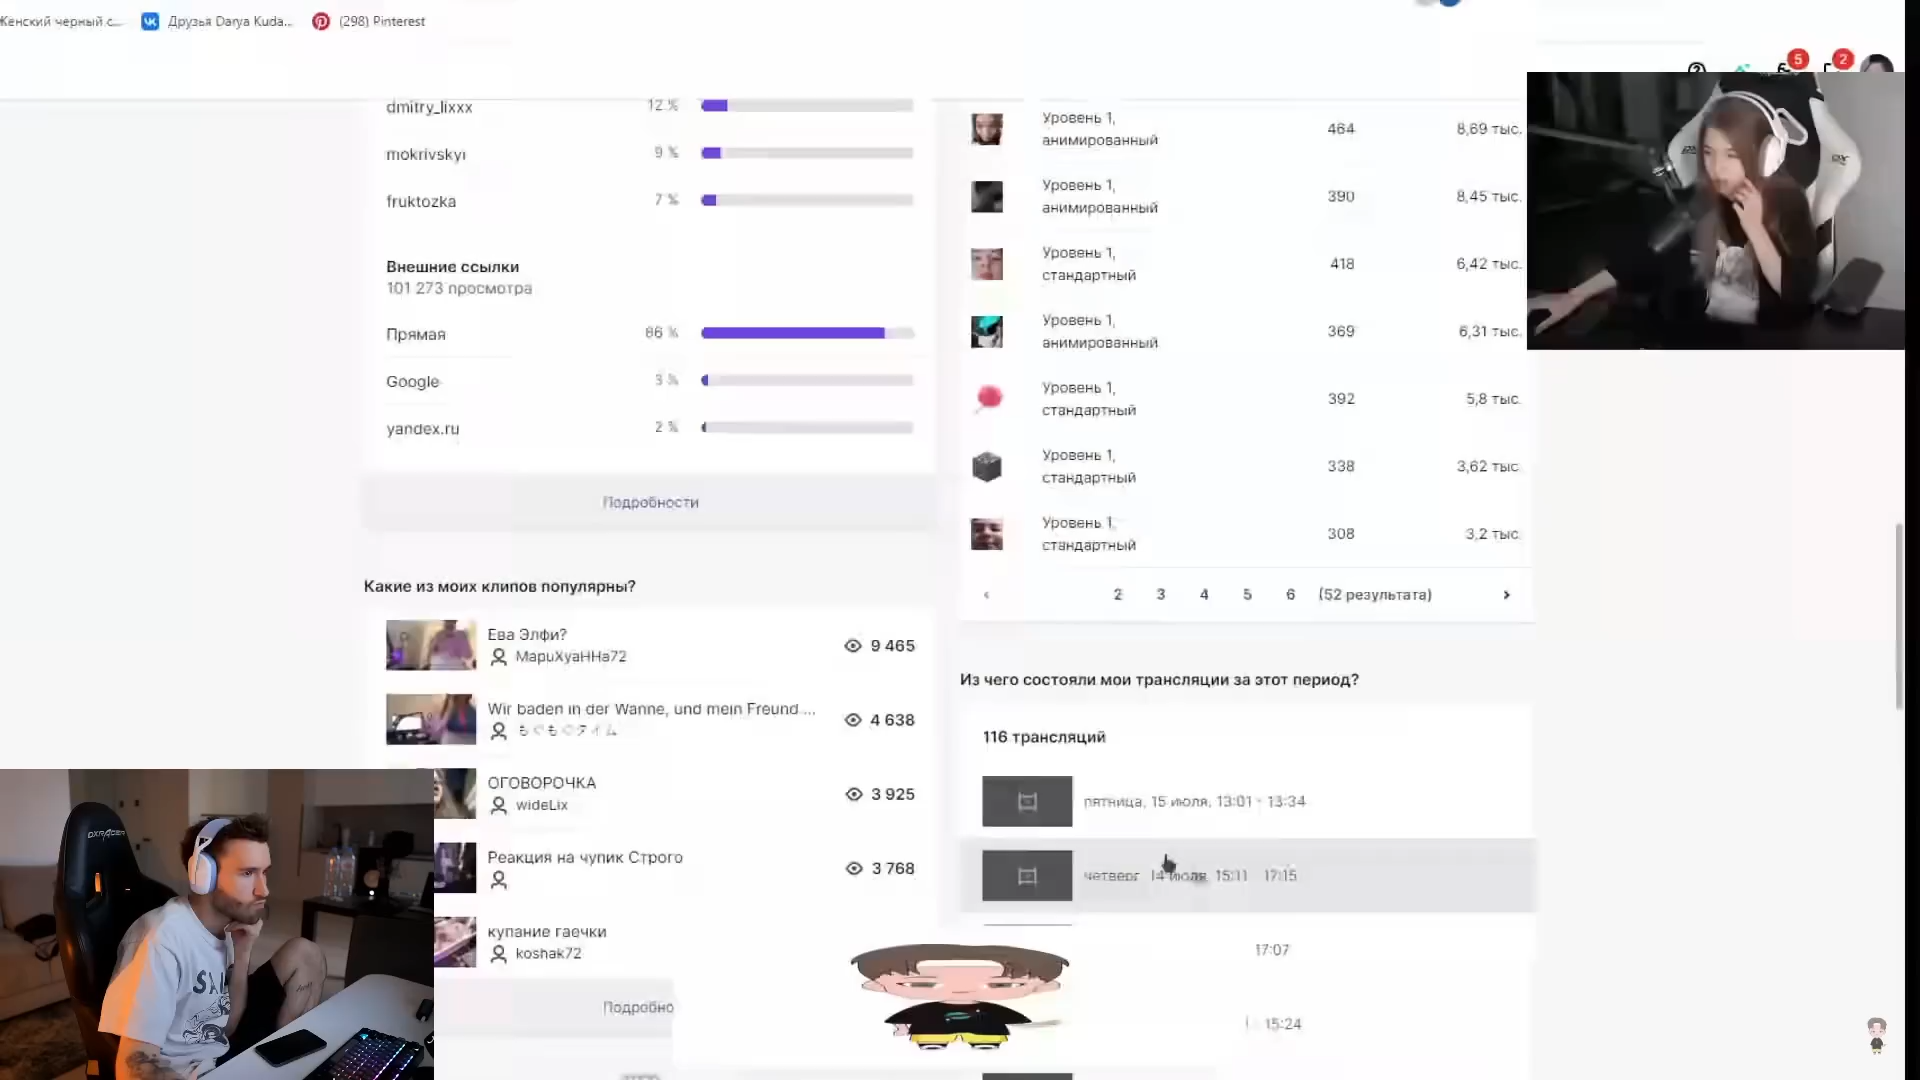 Женский черный с...
Друзья Darya Kuda...
(298) Pinterest
5
2
dmitry_lixxx
12 %
mokrivskyi
9 %
fruktozka
7 %
Внешние ссылки
101 273 просмотра
Прямая
86 %
Google
3 %
yandex.ru
2 %
Подробности
Какие из моих клипов популярны?
Ева Элфи?
МариХуаННа72
9 465
Wir baden in der Wanne, und mein Freund ...
4 638
ОГОВОРОЧКА
wideLix
3 925
Реакция на чупик Строго
3 768
купание гаечки
koshak72
Подробно
Уровень 1,
анимированный
464
8,69 тыс.
Уровень 1,
анимированный
390
8,45 тыс.
Уровень 1,
стандартный
418
6,42 тыс.
Уровень 1,
анимированный
369
6,31 тыс.
Уровень 1,
стандартный
392
5,8 тыс.
Уровень 1,
стандартный
338
3,62 тыс.
Уровень 1,
стандартный
308
3,2 тыс.
2 3 4 5 6 (52 результата)
Из чего состояли мои трансляции за этот период?
116 трансляций
пятница, 15 июля, 13:01 - 13:34
четверг 14 июля, 15:11 17:15
17:07
15:24
DXRACER